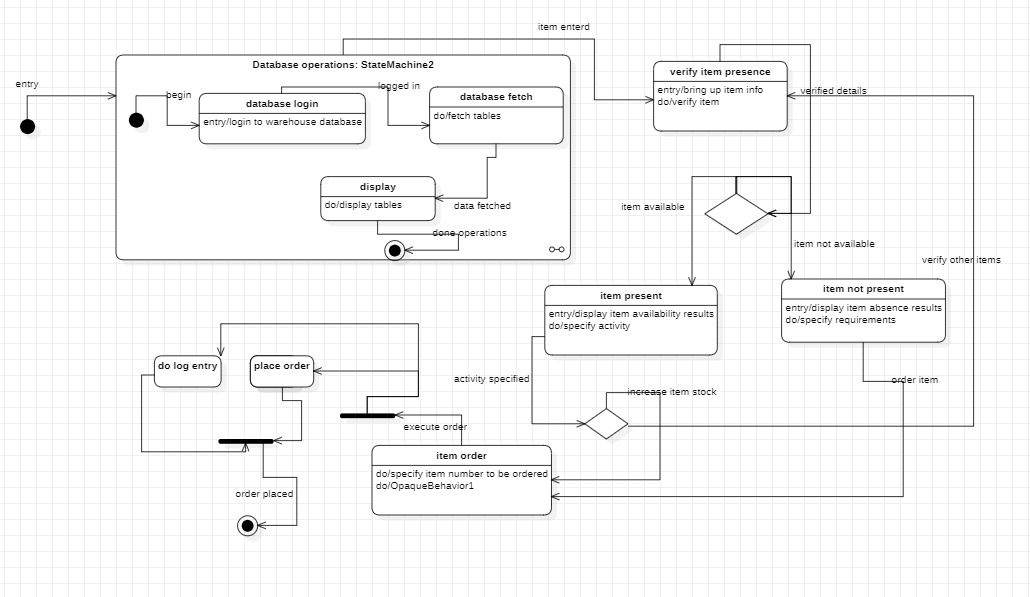 item enterd
entry
Database operations: StateMachine2
verify item presence
entry/bring up item info
do/verify item
verified details
begin
logged in
database login
entry/login to warehouse database
database fetch
do/fetch tables
display
do/display tables
data fetched
done operations
item available
item not available
verify other items
item present
entry/display item availability results
do/specify activity
item not present
entry/display item absence results
do/specify requirements
do log entry
place order
activity specified
increase item stock
order item
execute order
item order
do/specify item number to be ordered
do/OpaqueBehavior1
order placed